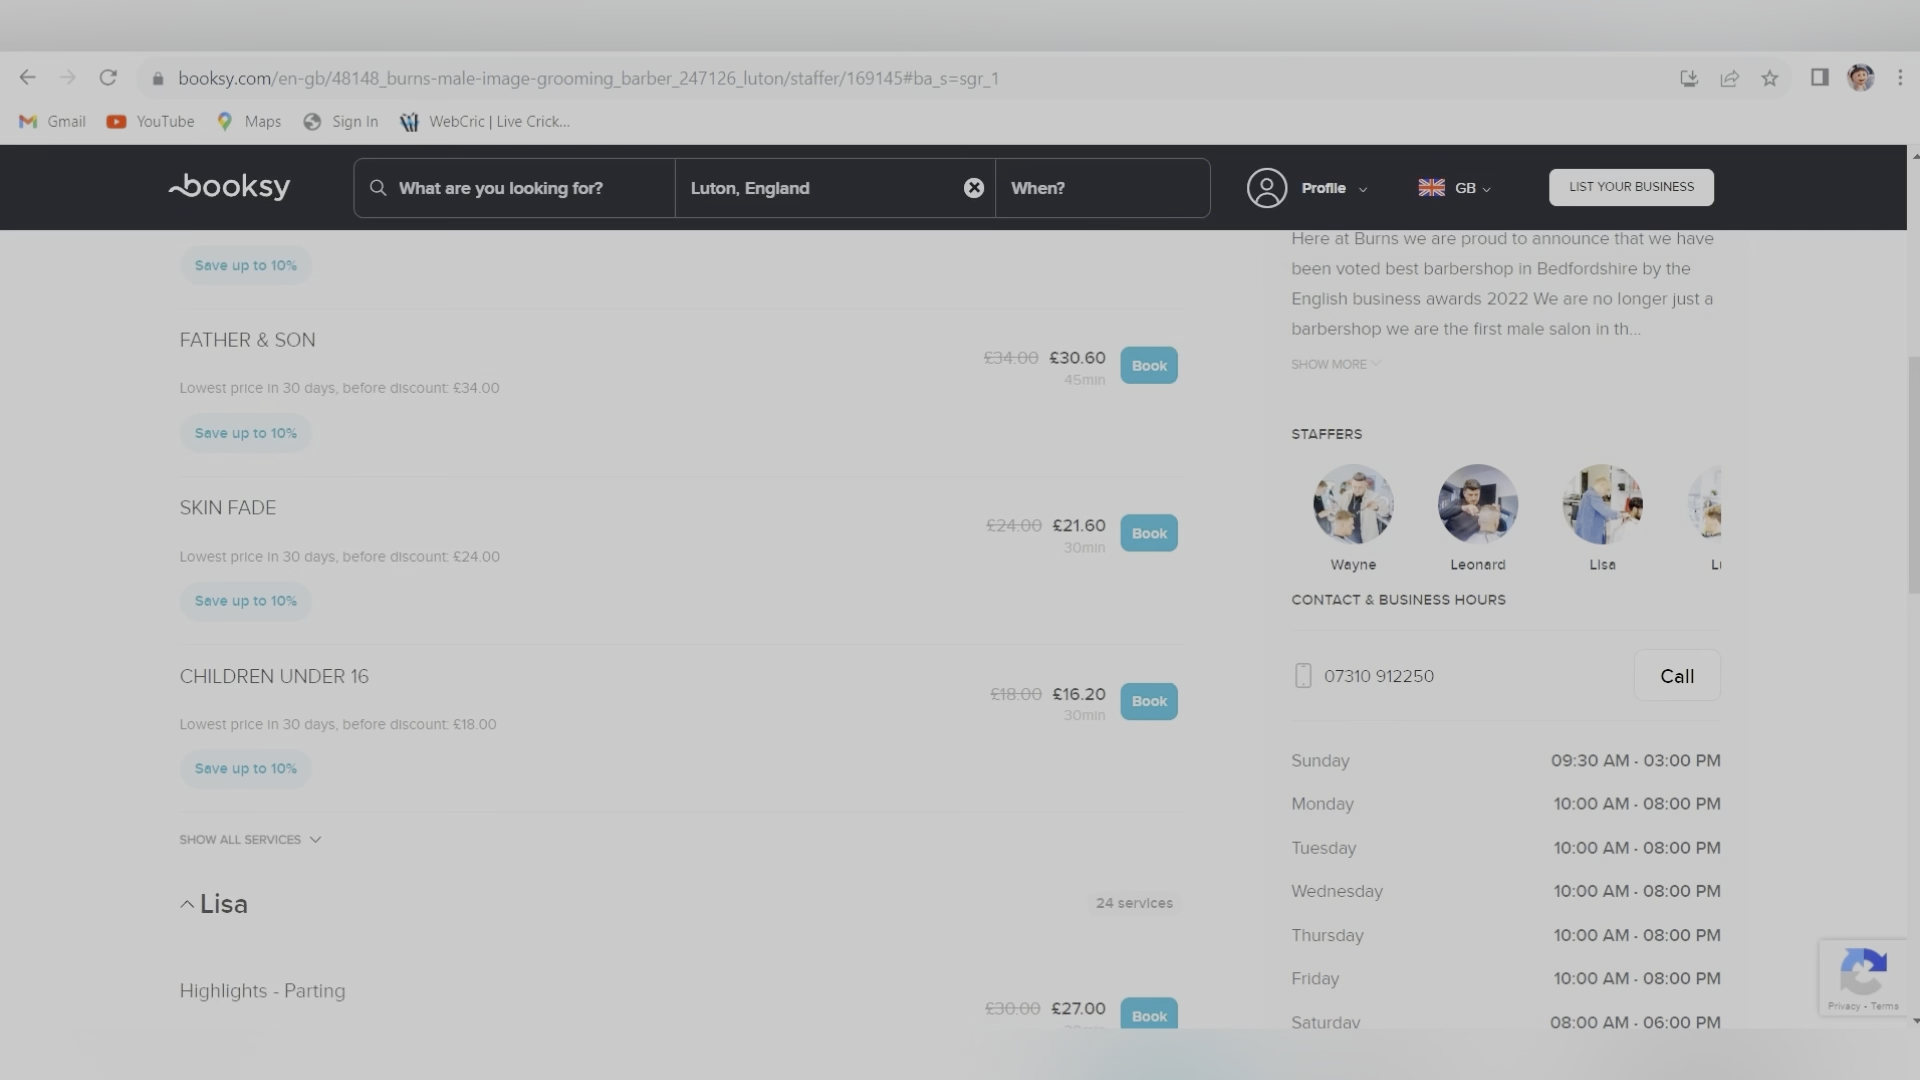 booksy.com/en-gb/48148_burns-male-image-grooming_barber_247126_luton/staffer/169145#ba_s=sgr_1
Gmail YouTube Maps Sign In WebCric | Live Crick...
booksy What are you looking for? Luton, England When? Profile GB LIST YOUR BUSINESS
Save up to 10%
FATHER & SON
£34.00 £30.60 Book
45min
Lowest price in 30 days, before discount: £34.00
Save up to 10%
SKIN FADE
£24.00 £21.60 Book
30min
Lowest price in 30 days, before discount: £24.00
Save up to 10%
CHILDREN UNDER 16
£18.00 £16.20 Book
30min
Lowest price in 30 days, before discount: £18.00
Save up to 10%
SHOW ALL SERVICES
Lisa 24 services
Highlights - Parting
£30.00 £27.00 Book
Here at Burns we are proud to announce that we have
been voted best barbershop in Bedfordshire by the
English business awards 2022 We are no longer just a
barbershop we are the first male salon in th...
SHOW MORE
STAFFERS
Wayne Leonard LIsa
CONTACT & BUSINESS HOURS
07310 912250 Call
Sunday 09:30 AM - 03:00 PM
Monday 10:00 AM - 08:00 PM
Tuesday 10:00 AM - 08:00 PM
Wednesday 10:00 AM - 08:00 PM
Thursday 10:00 AM - 08:00 PM
Friday 10:00 AM - 08:00 PM
Saturday 08:00 AM - 06:00 PM
Privacy - Terms